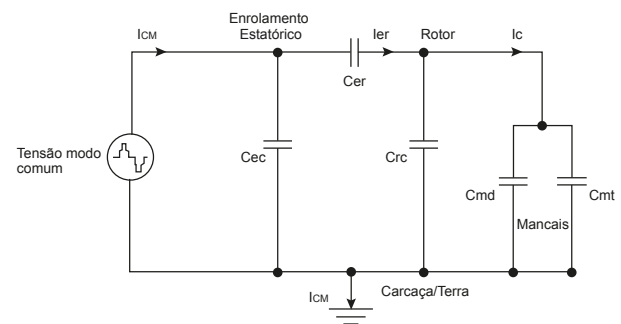 Enrolamento
Estatórico
ICM
Ier
Rotor
Ic
Cer
Tensão modo
comum
Cec
Crc
Cmd
Cmt
Mancais
ICM
Carcaça/Terra